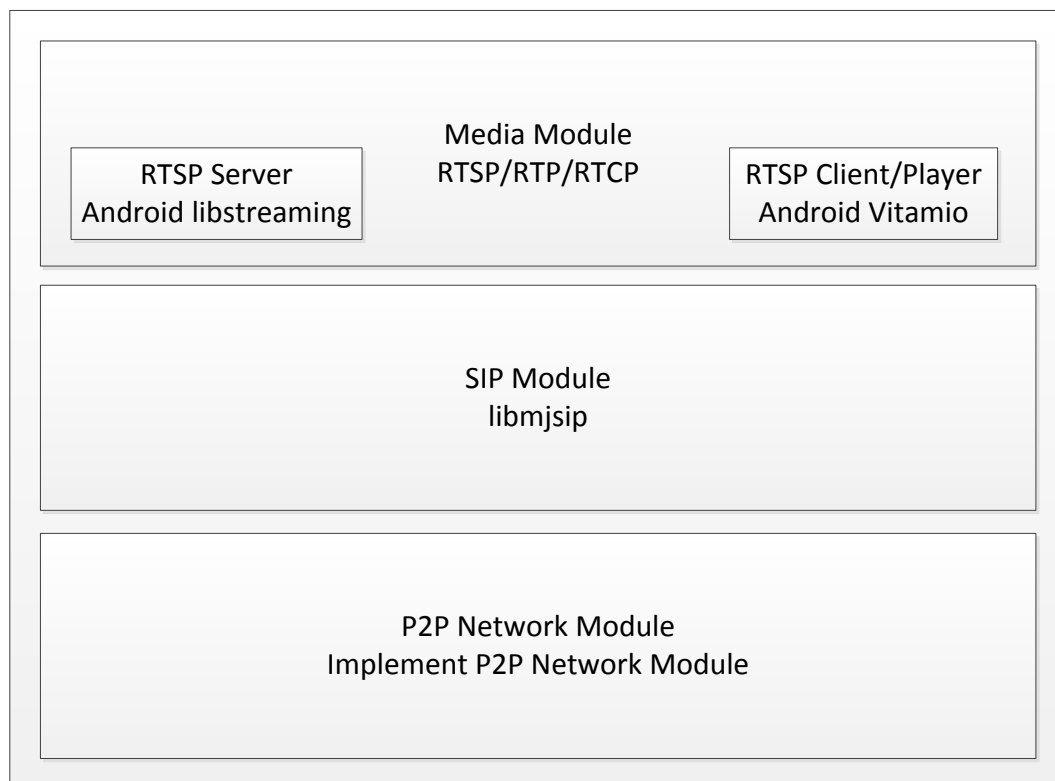 Media Module
RTSP/RTP/RTCP
RTSP Server
Android libstreaming
RTSP Client/Player
Android Vitamio
SIP Module
libmjsip
P2P Network Module
Implement P2P Network Module